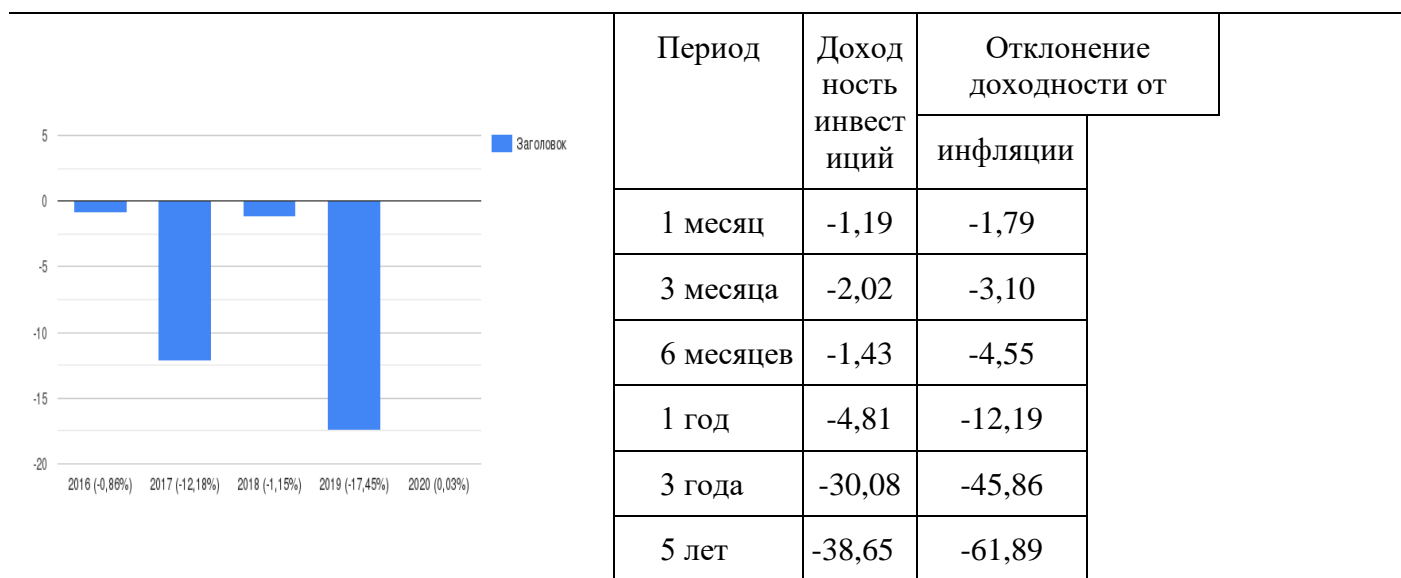 5
0
-5
-10
-15
-20
Заголовок
2016 (-0,86%) 2017 (-12,18%) 2018 (-1,15%) 2019 (-17,45%) 2020 (0,03%)
Период
Доход
ность
инвест
иций
Отклонение
доходности от
инфляции
1 месяц -1,19 -1,79
3 месяца -2,02 -3,10
6 месяцев -1,43 -4,55
1 год -4,81 -12,19
3 года -30,08 -45,86
5 лет -38,65 -61,89